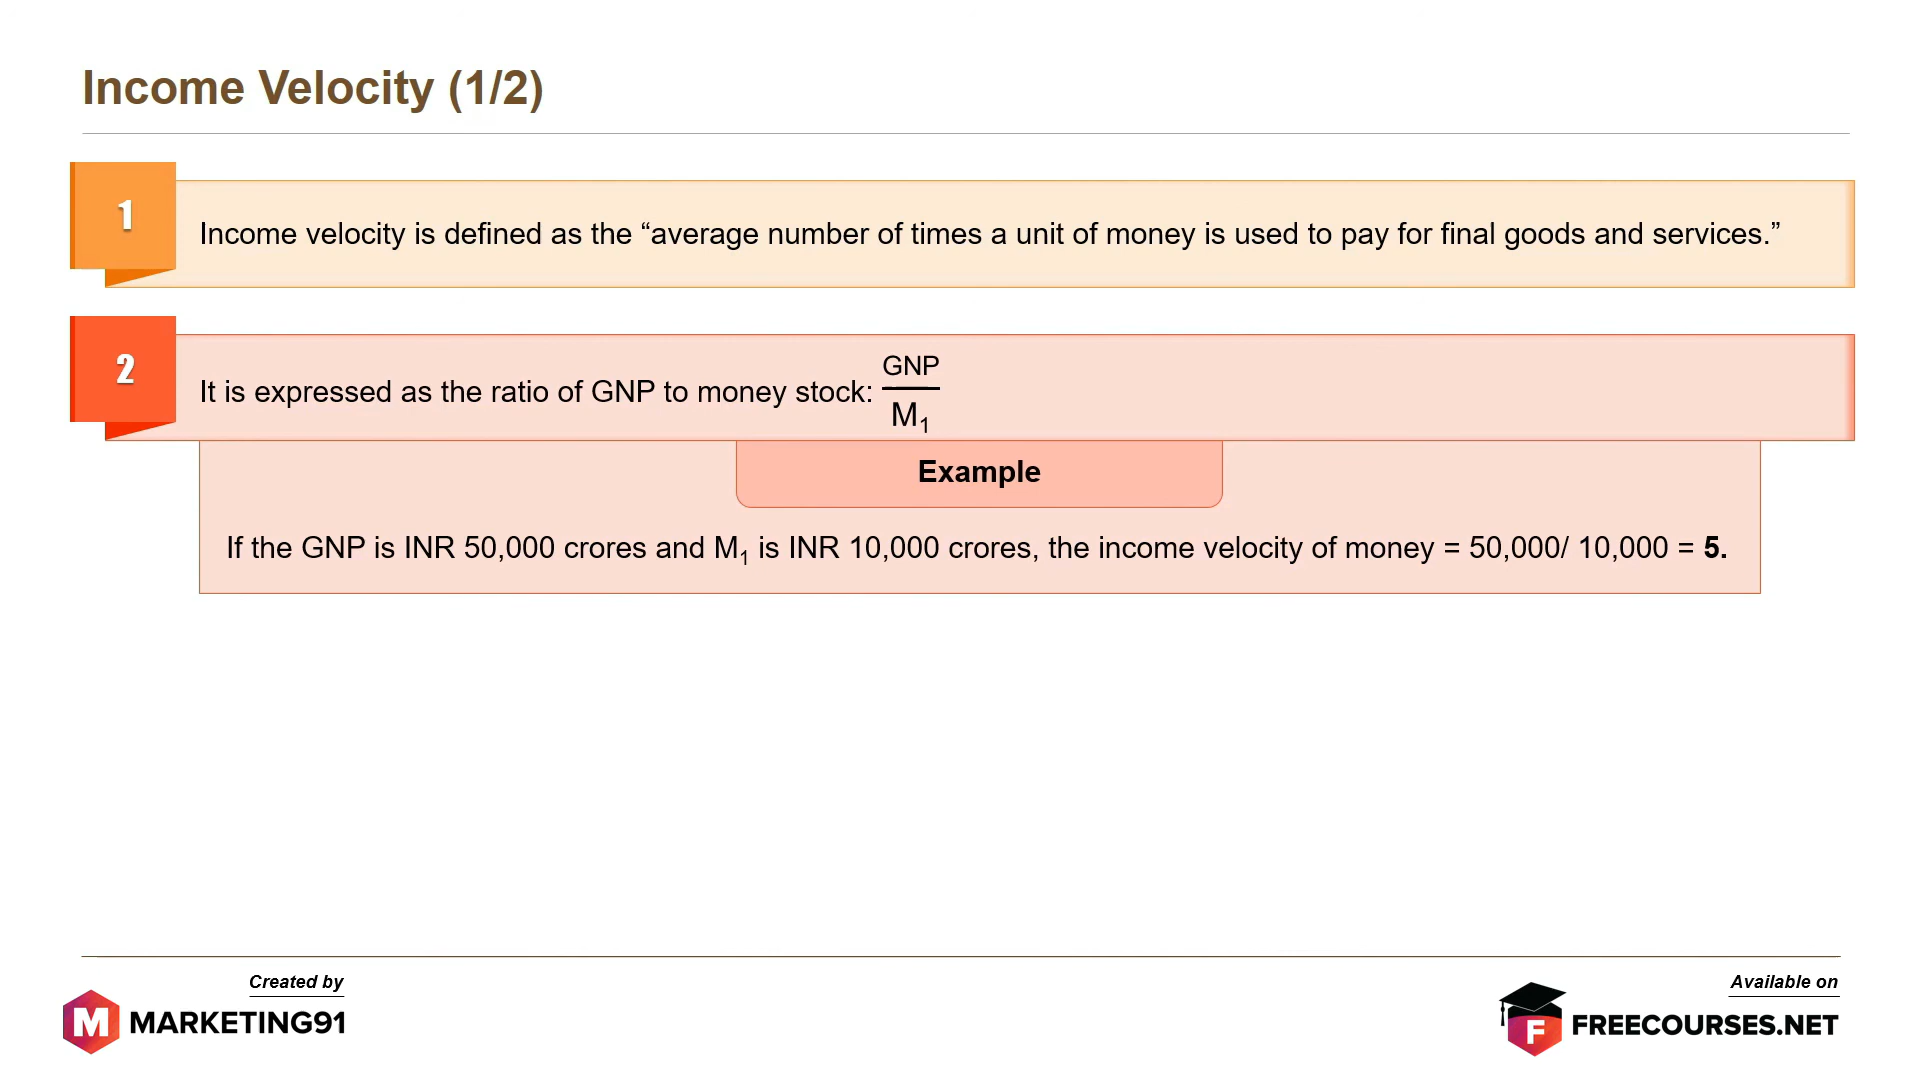 Income Velocity (1/2)
1
Income velocity is defined as the “average number of times a unit of money is used to pay for final goods and services.”
2
It is expressed as the ratio of GNP to money stock: GNP
M₁
Example
If the GNP is INR 50,000 crores and M₁ is INR 10,000 crores, the income velocity of money = 50,000/ 10,000 = 5.
Created by
M MARKETING91
Available on
F FREECOURSES.NET